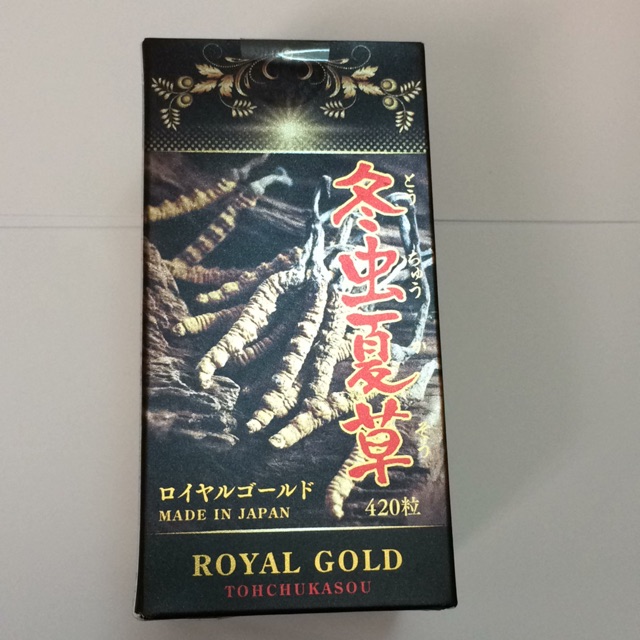 冬虫夏草
とう
ちゅう
そう
ロイヤルゴールド
MADE IN JAPAN
420粒
ROYAL GOLD
TOHCHUKASOU